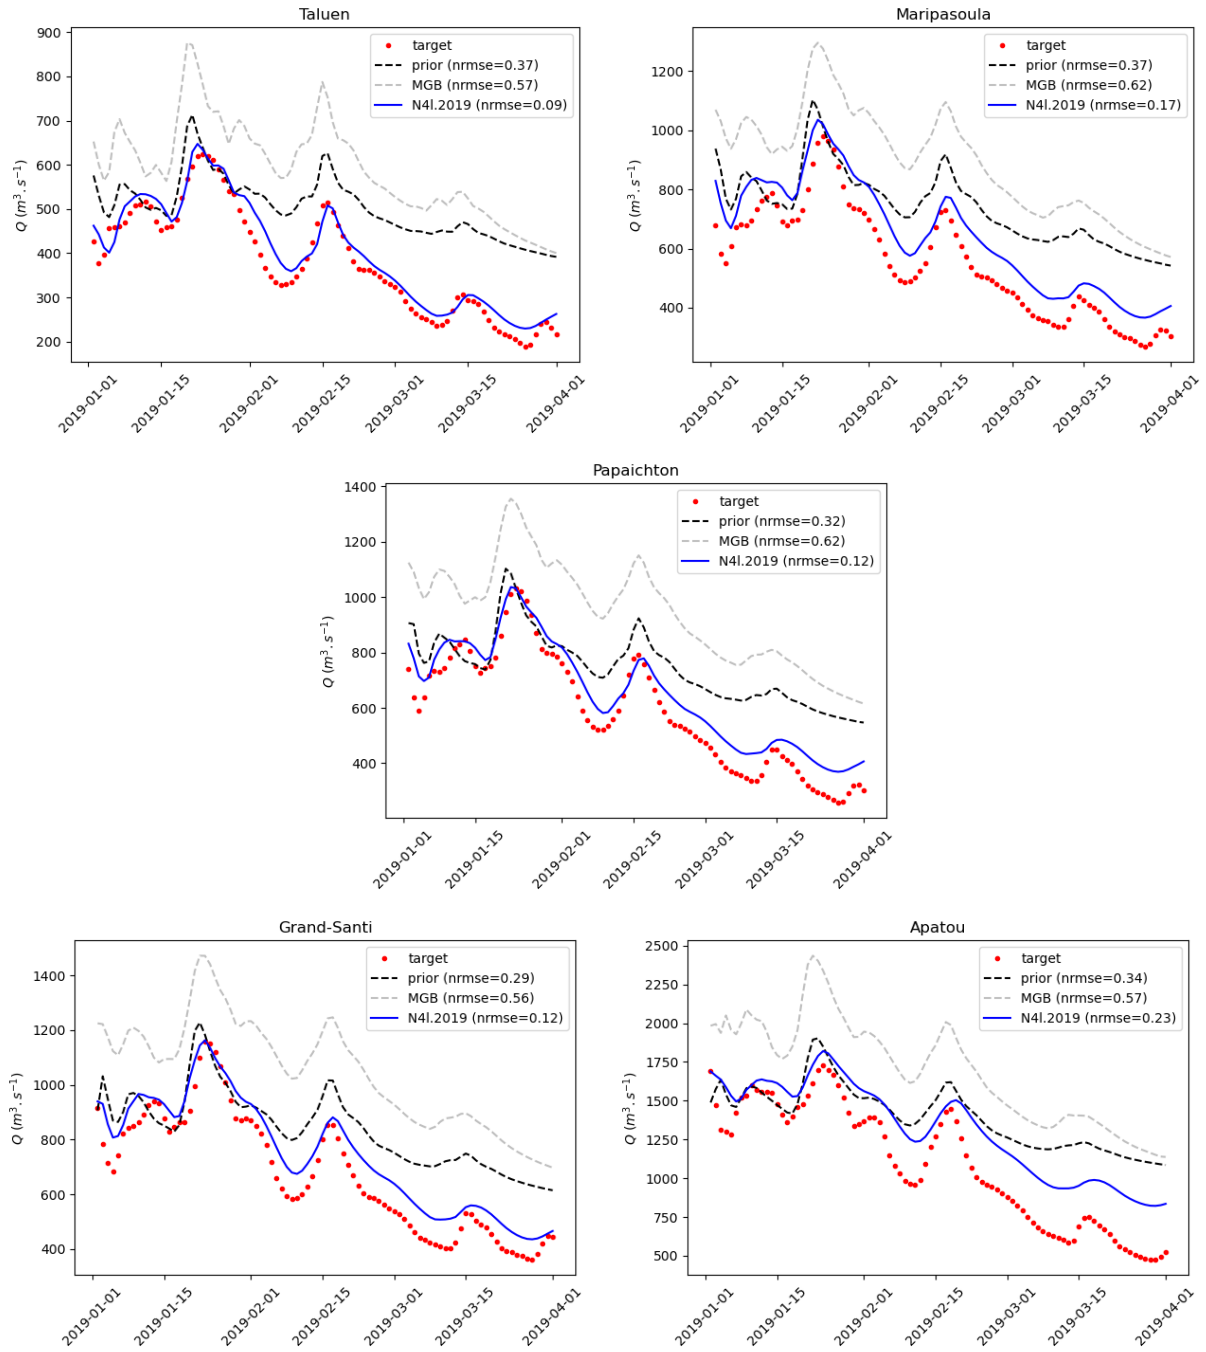 Taluen
Q (m³.s⁻¹)
900
800
700
600
500
400
300
200
target
prior (nrmse=0.37)
MGB (nrmse=0.57)
N4l.2019 (nrmse=0.09)
2019-01-01
2019-01-15
2019-02-01
2019-02-15
2019-03-01
2019-03-15
2019-04-01
Maripasoula
Q (m³.s⁻¹)
1200
1000
800
600
400
target
prior (nrmse=0.37)
MGB (nrmse=0.62)
N4l.2019 (nrmse=0.17)
2019-01-01
2019-01-15
2019-02-01
2019-02-15
2019-03-01
2019-03-15
2019-04-01
Papaichton
Q (m³.s⁻¹)
1400
1200
1000
800
600
400
target
prior (nrmse=0.32)
MGB (nrmse=0.62)
N4l.2019 (nrmse=0.12)
2019-01-01
2019-01-15
2019-02-01
2019-02-15
2019-03-01
2019-03-15
2019-04-01
Grand-Santi
Q (m³.s⁻¹)
1400
1200
1000
800
600
400
target
prior (nrmse=0.29)
MGB (nrmse=0.56)
N4l.2019 (nrmse=0.12)
2019-01-01
2019-01-15
2019-02-01
2019-02-15
2019-03-01
2019-03-15
2019-04-01
Apatou
Q (m³.s⁻¹)
2500
2250
2000
1750
1500
1250
1000
750
500
target
prior (nrmse=0.34)
MGB (nrmse=0.57)
N4l.2019 (nrmse=0.23)
2019-01-01
2019-01-15
2019-02-01
2019-02-15
2019-03-01
2019-03-15
2019-04-01